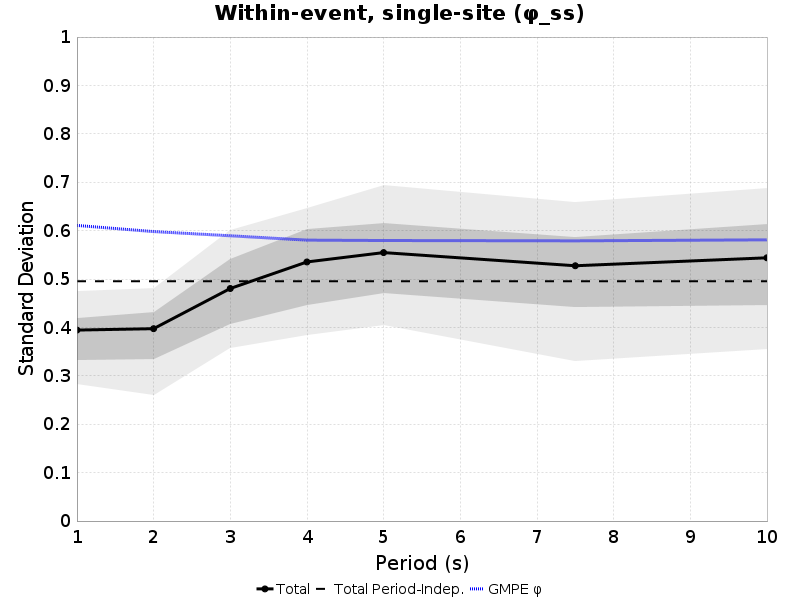 Within-event, single-site (φ_ss)
1
0.9
0.8
0.7
0.6
0.5
0.4
0.3
0.2
0.1
0
Standard Deviation
1 2 3 4 5 6 7 8 9 10
Period (s)
Total Total Period-Indep. GMPE φ